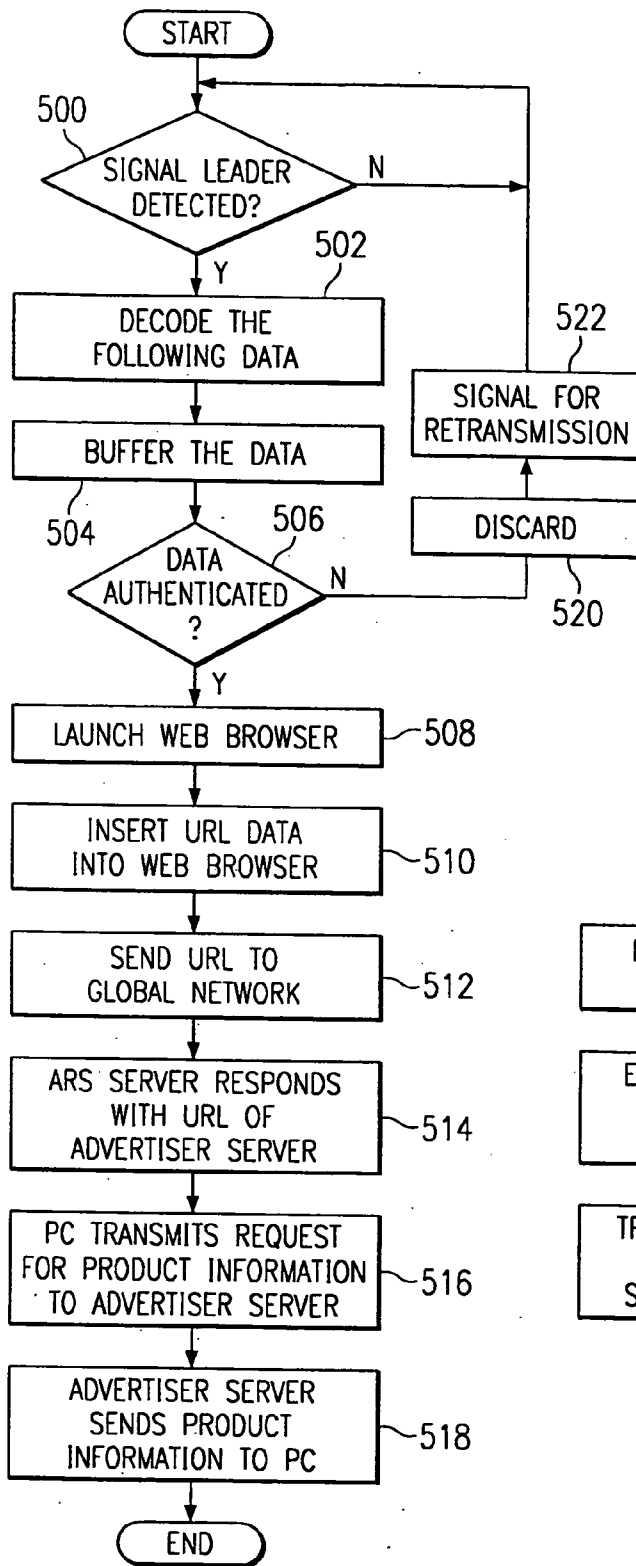 START
500
SIGNAL LEADER
DETECTED?
N
Y
502
DECODE THE
FOLLOWING DATA
522
SIGNAL FOR
RETRANSMISSION
BUFFER THE DATA
504
506
DISCARD
520
DATA
AUTHENTICATED
?
N
Y
LAUNCH WEB BROWSER
508
INSERT URL DATA
INTO WEB BROWSER
510
SEND URL TO
GLOBAL NETWORK
512
ARS SERVER RESPONDS
WITH URL OF
ADVERTISER SERVER
514
PC TRANSMITS REQUEST
FOR PRODUCT INFORMATION
TO ADVERTISER SERVER
516
ADVERTISER SERVER
SENDS PRODUCT
INFORMATION TO PC
518
END